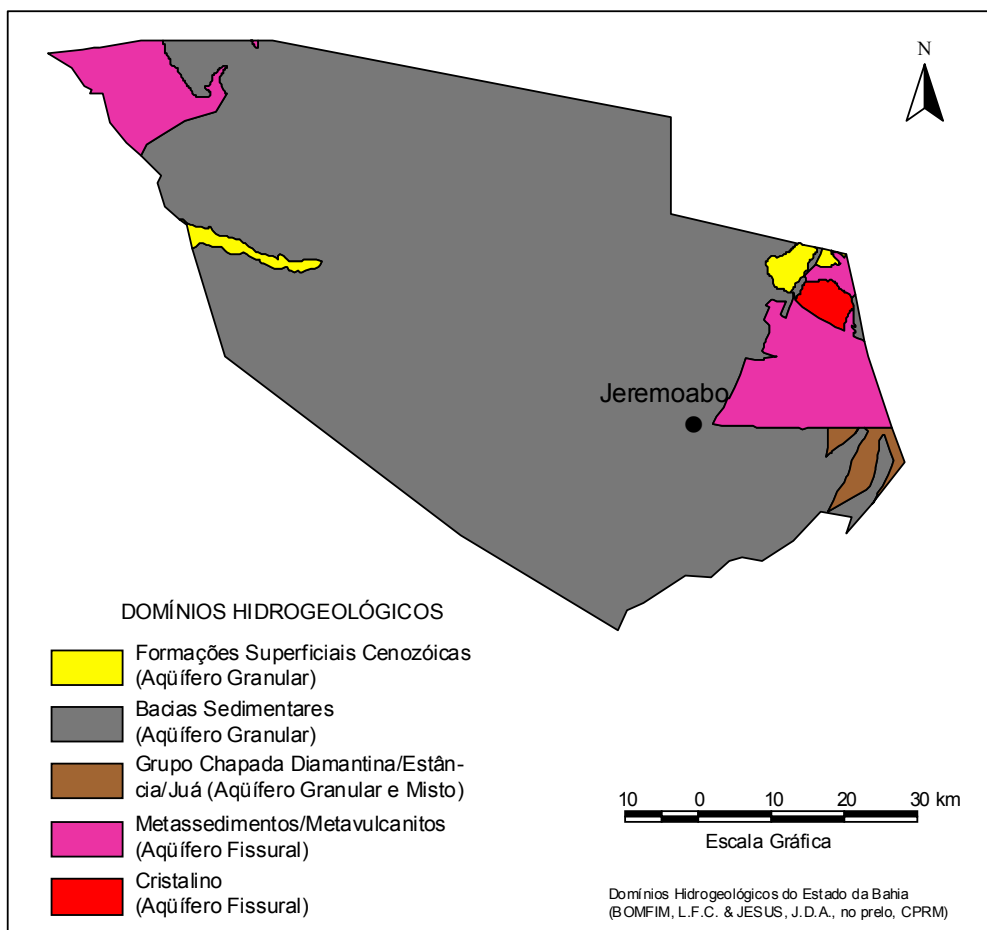 N
Jeremoabo
DOMÍNIOS HIDROGEOLÓGICOS
Formações Superficiais Cenozóicas
(Aqüífero Granular)
Bacias Sedimentares
(Aqüífero Granular)
Grupo Chapada Diamantina/Estân-
cia/Juá (Aqüífero Granular e Misto)
Metassedimentos/Metavulcanitos
(Aqüífero Fissural)
Cristalino
(Aqüífero Fissural)
10 0 10 20 30 km
Escala Gráfica
Domínios Hidrogeológicos do Estado da Bahia
(BOMFIM, L.F.C. & JESUS, J.D.A., no prelo, CPRM)